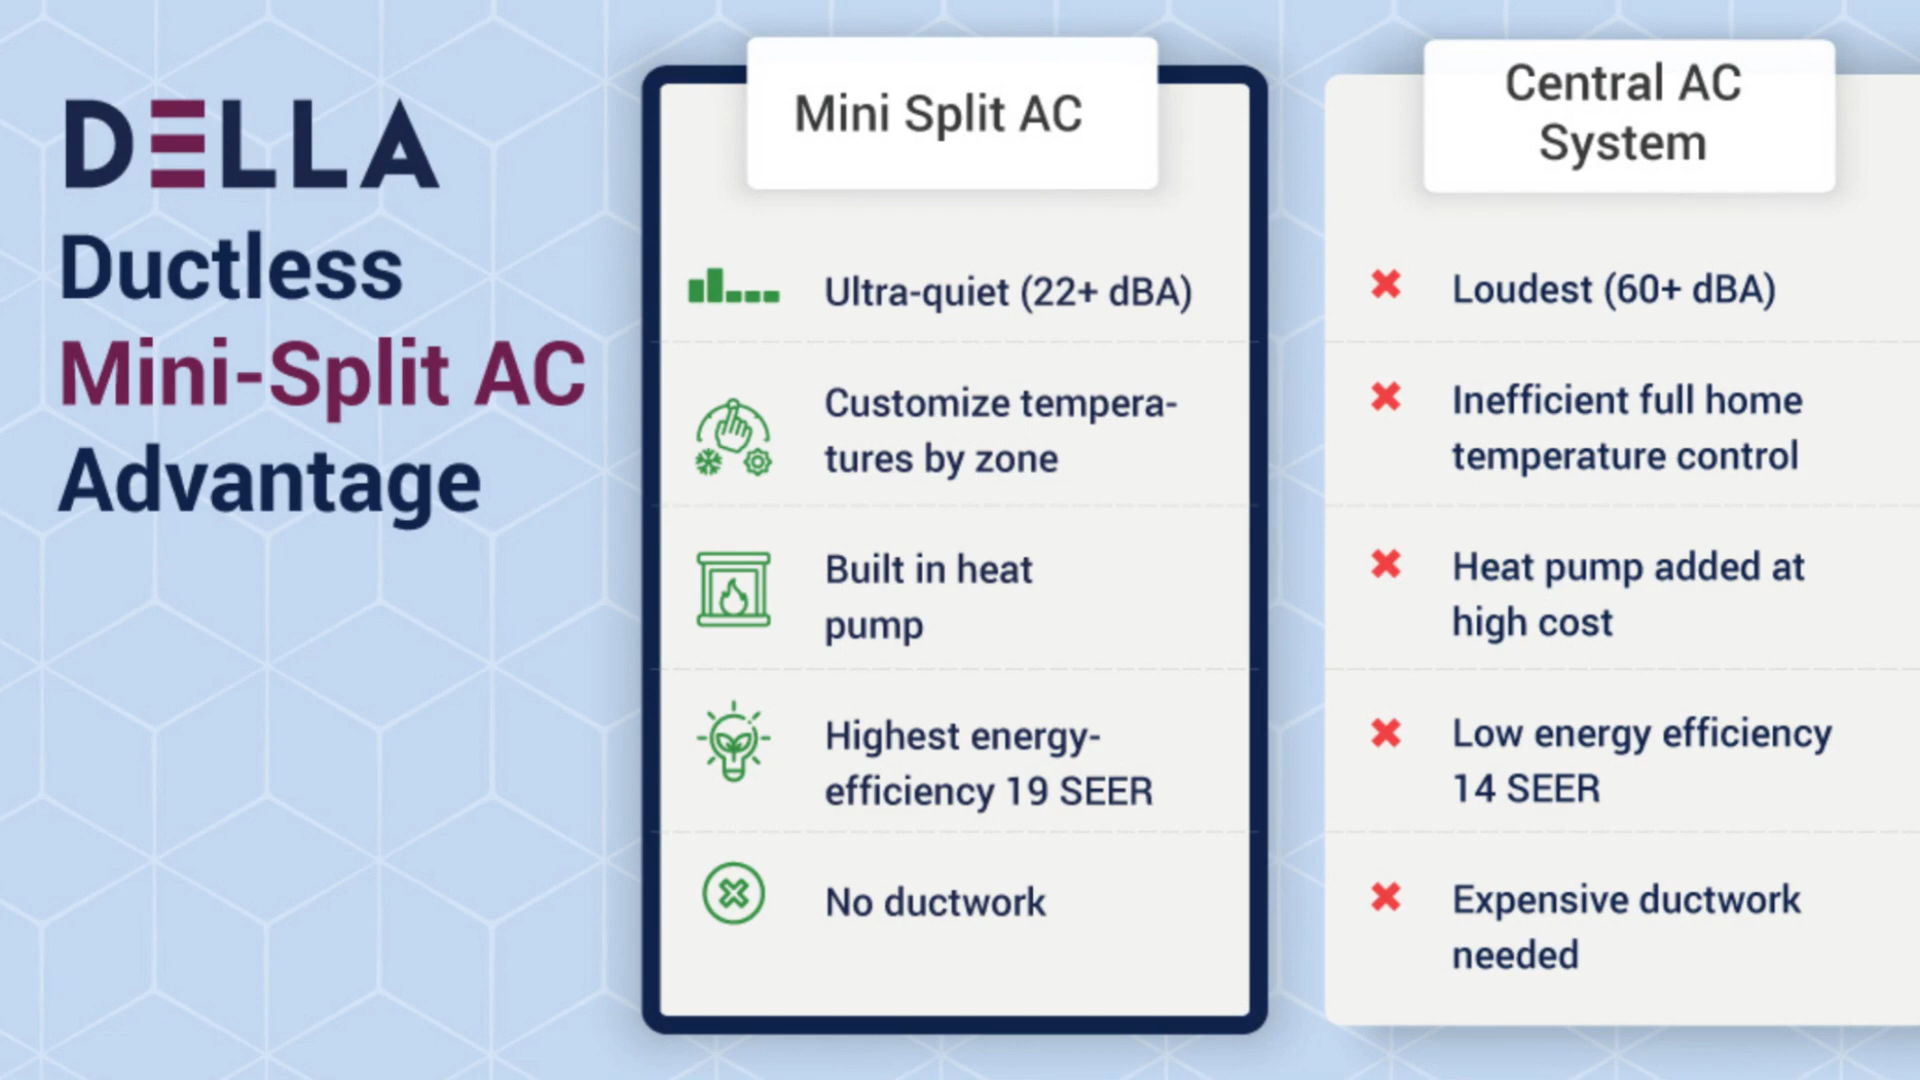 DELLA
Ductless
Mini-Split AC
Advantage
Mini Split AC
Ultra-quiet (22+ dBA)
Customize tempera-
tures by zone
Built in heat
pump
Highest energy-
efficiency 19 SEER
No ductwork
Central AC
System
Loudest (60+ dBA)
Inefficient full home
temperature control
Heat pump added at
high cost
Low energy efficiency
14 SEER
Expensive ductwork
needed